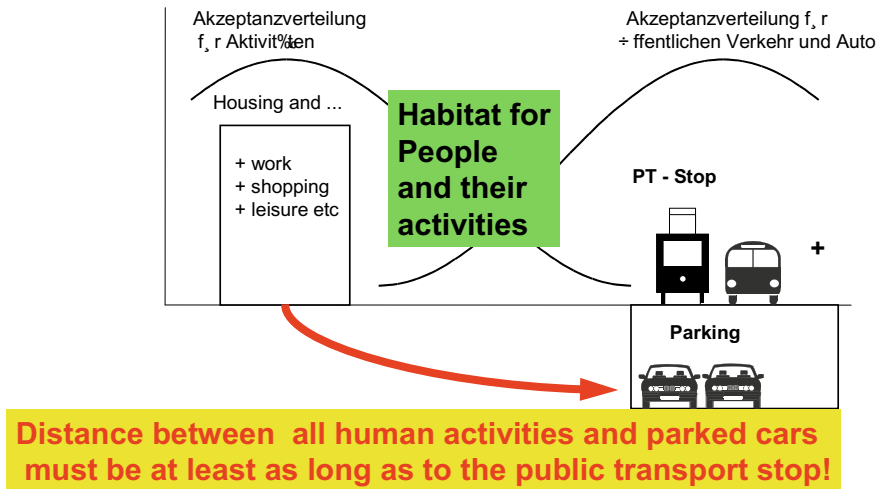 Akzeptanzverteilung
f¸ r Aktivit‰ten
Akzeptanzverteilung f¸ r
÷ ffentlichen Verkehr und Auto
Housing and ...
+ work
+ shopping
+ leisure etc
Habitat for
People
and their
activities
PT - Stop
+
Parking
Distance between all human activities and parked cars
must be at least as long as to the public transport stop!